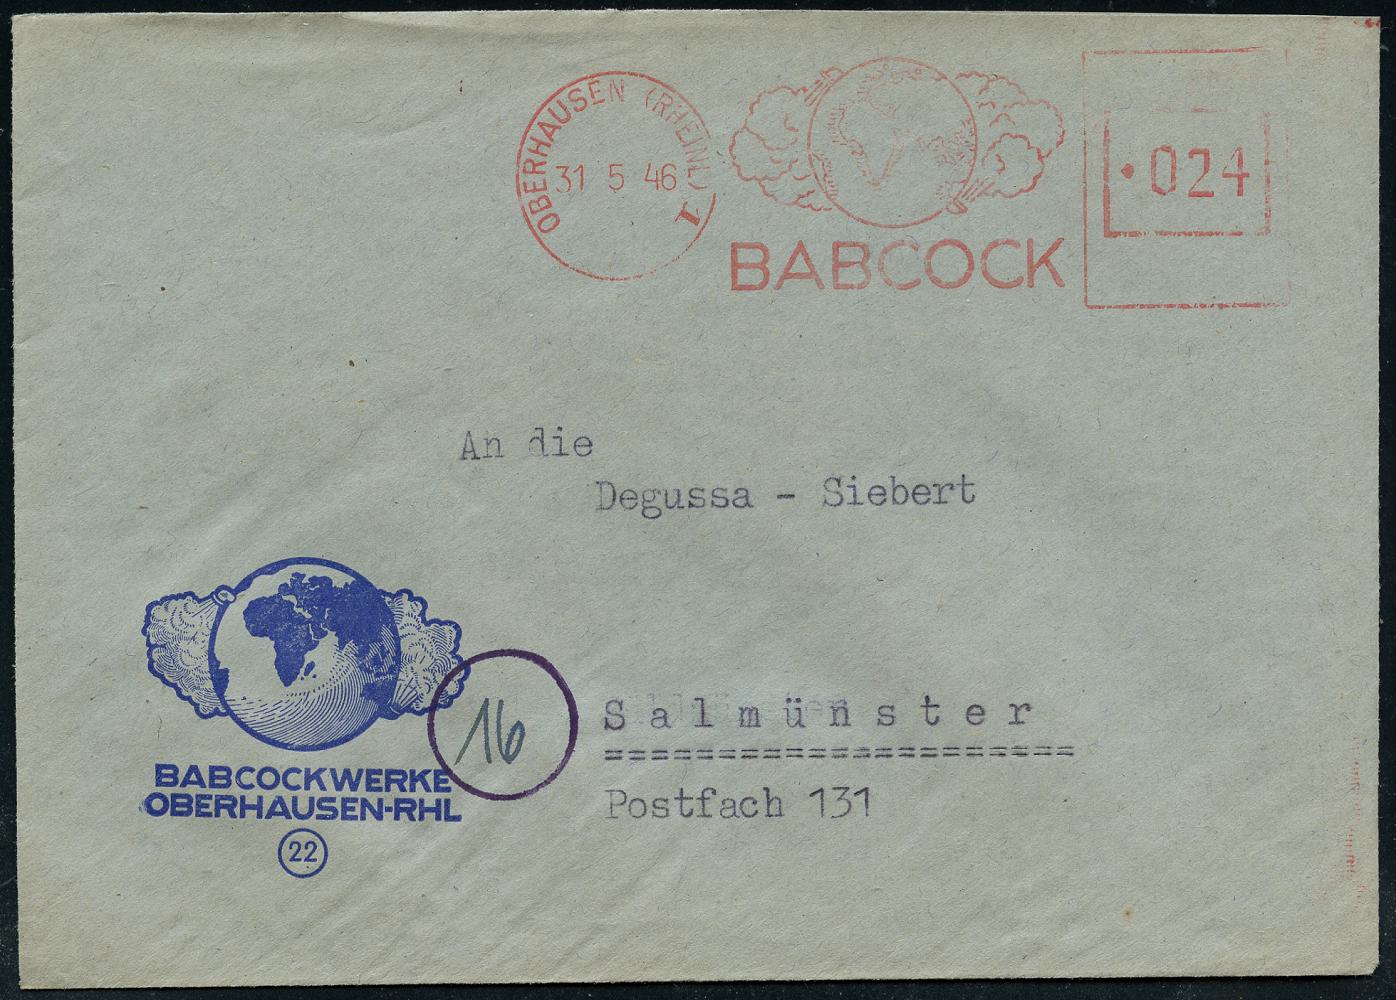 OBERHAUSEN (RHEINL) 1
31 5 46
BABCOCK
024
An die
Degussa - Siebert
Salmünster
Postfach 131
16
BABCOCKWERKE
OBERHAUSEN-RHL
22